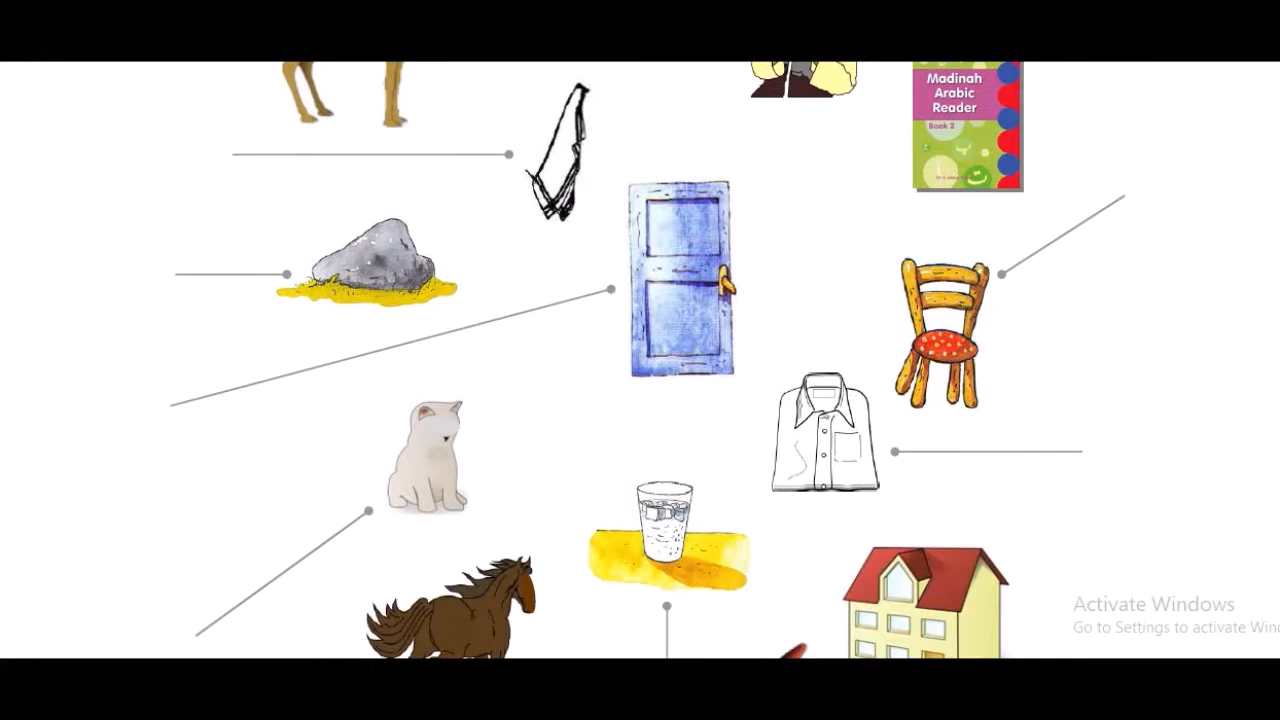 Madinah
Arabic
Reader
Book 2
Activate Windows
Go to Settings to activate Win